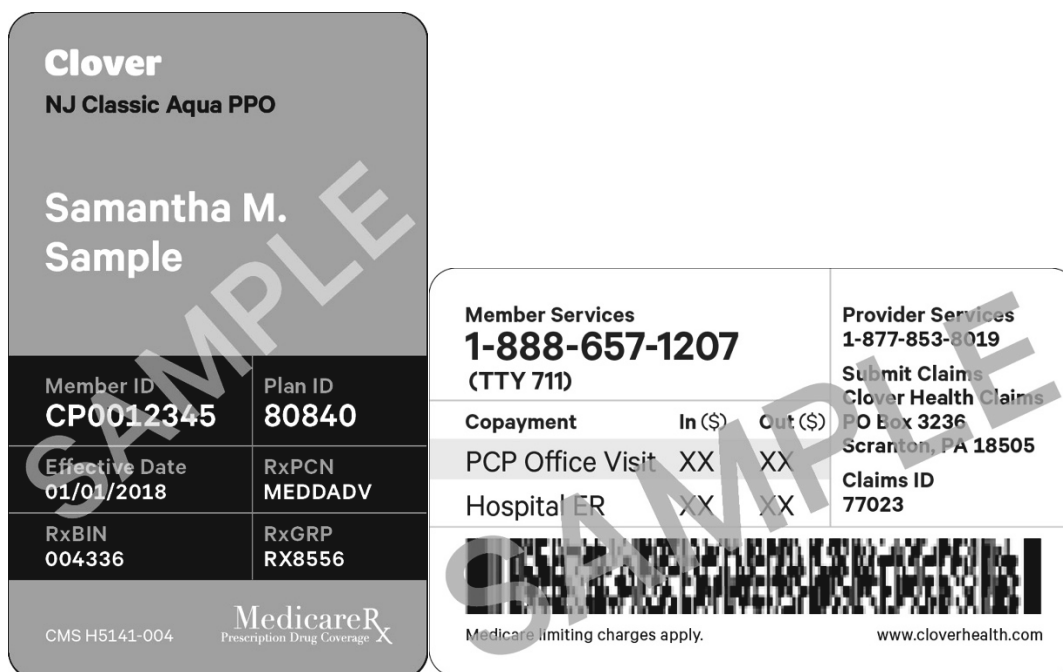 Clover
NJ Classic Aqua PPO
Samantha M.
Sample
Member ID Plan ID
CP0012345 80840
Effective Date RxPCN
01/01/2018 MEDDADV
RxBIN RxGRP
004336 RX8556
CMS H5141-004
MedicareRx
Prescription Drug Coverage
SAMPLE
Member Services
1-888-657-1207
(TTY 711)
Copayment In ($) Out ($)
PCP Office Visit XX XX
Hospital ER XX XX
Provider Services
1-877-853-8019
Submit Claims
Clover Health Claims
PO Box 3236
Scranton, PA 18505
Claims ID
77023
Medicare limiting charges apply.
www.cloverhealth.com
SAMPLE